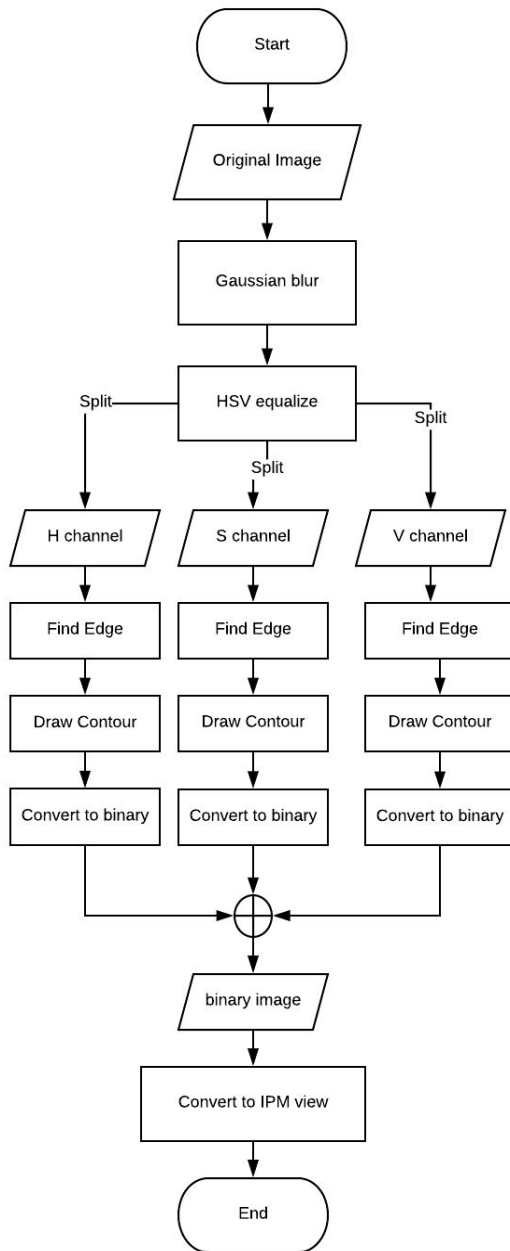 Start
Original Image
Gaussian blur
HSV equalize
Split
Split
Split
H channel
S channel
V channel
Find Edge
Find Edge
Find Edge
Draw Contour
Draw Contour
Draw Contour
Convert to binary
Convert to binary
Convert to binary
binary image
Convert to IPM view
End